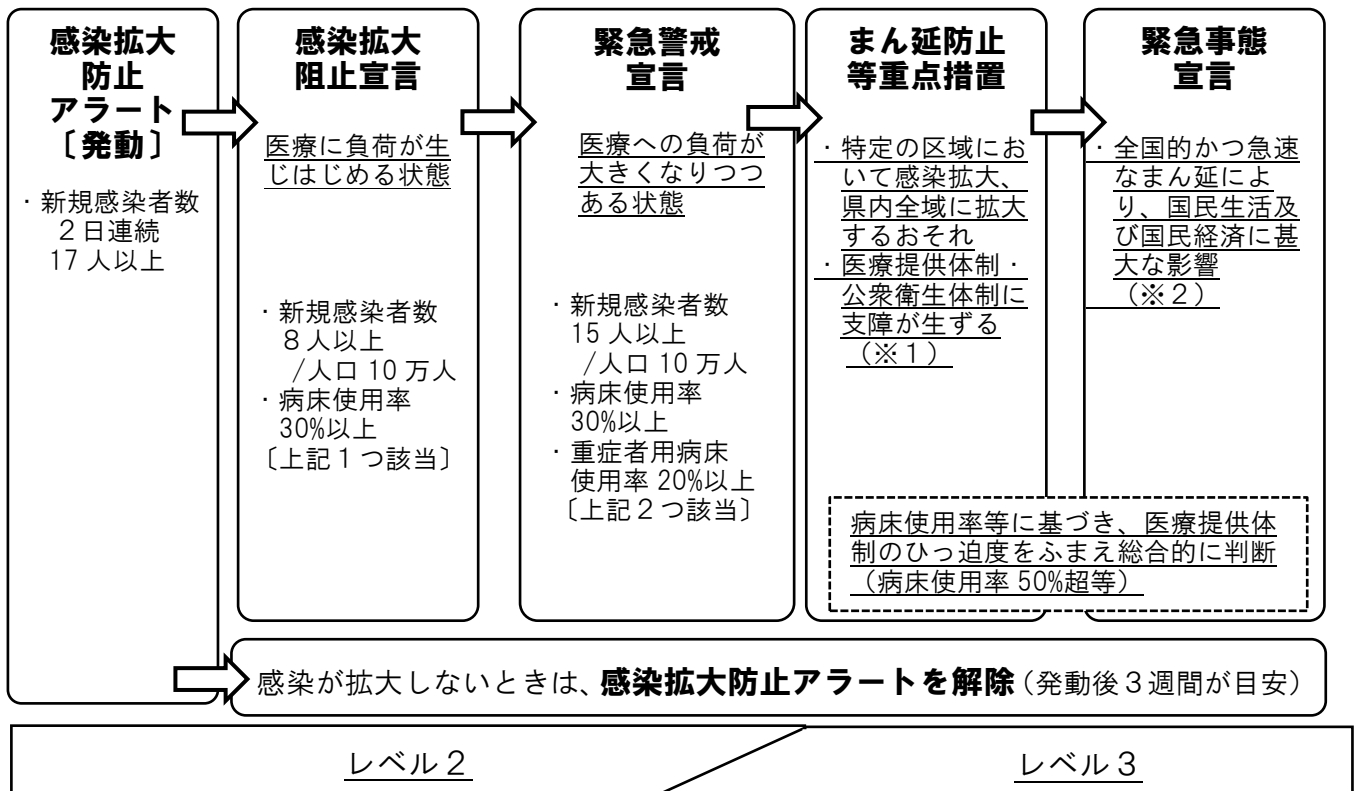 感染拡大
防止
アラート
〔発動〕
・新規感染者数
２日連続
17人以上
感染拡大
阻止宣言
医療に負荷が生
じはじめる状態
・新規感染者数
８人以上
/人口10万人
・病床使用率
30%以上
〔上記１つ該当〕
緊急警戒
宣言
医療への負荷が
大きくなりつつ
ある状態
・新規感染者数
15人以上
/人口10万人
・病床使用率
30%以上
・重症者用病床
使用率20%以上
〔上記２つ該当〕
まん延防止
等重点措置
・特定の区域にお
いて感染拡大、
県内全域に拡大
するおそれ
・医療提供体制・
公衆衛生体制に
支障が生ずる
（※１）
緊急事態
宣言
・全国的かつ急速
なまん延によ
り、国民生活及
び国民経済に甚
大な影響
（※２）
病床使用率等に基づき、医療提供体
制のひっ迫度をふまえ総合的に判断
（病床使用率50%超等）
感染が拡大しないときは、感染拡大防止アラートを解除（発動後３週間が目安）
レベル２
レベル３